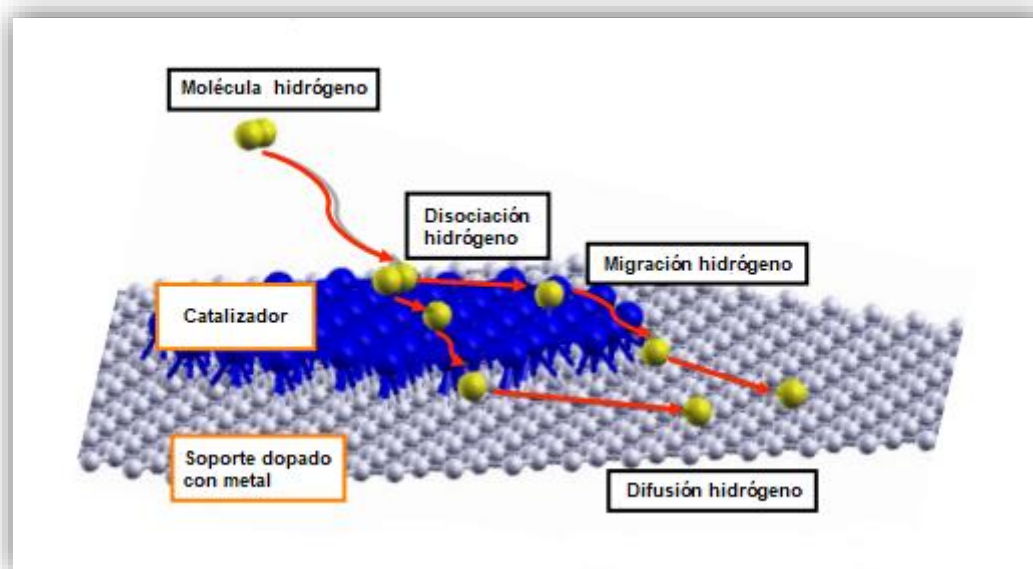 Molécula hidrógeno
Disociación
hidrógeno
Migración hidrógeno
Catalizador
Soporte dopado
con metal
Difusión hidrógeno